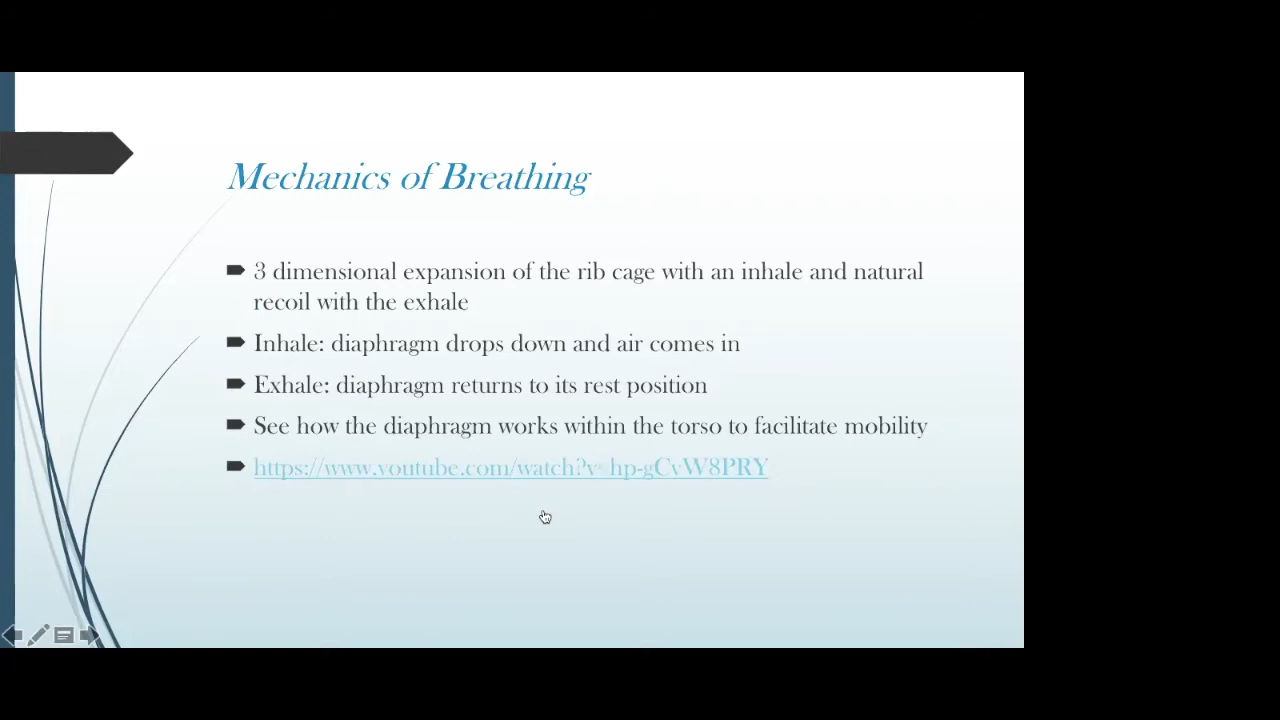 Mechanics of Breathing
3 dimensional expansion of the rib cage with an inhale and natural
recoil with the exhale
Inhale: diaphragm drops down and air comes in
Exhale: diaphragm returns to its rest position
See how the diaphragm works within the torso to facilitate mobility
https://www.youtube.com/watch?v=hp-gCvW8PRY